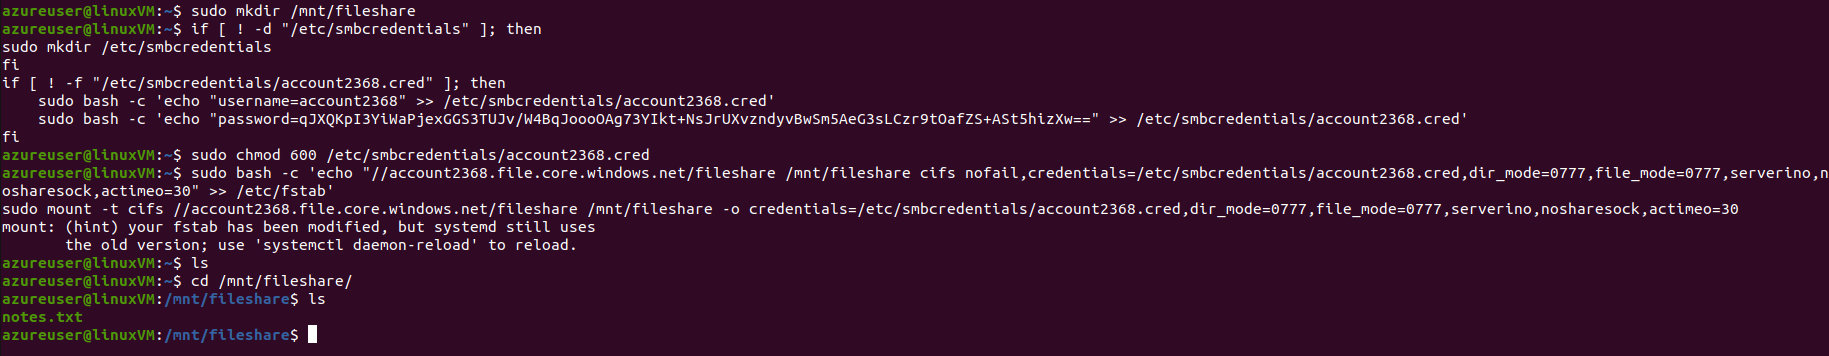 azureuser@linuxVM:~$ sudo mkdir /mnt/fileshare
azureuser@linuxVM:~$ if [ ! -d "/etc/smbcredentials" ]; then
sudo mkdir /etc/smbcredentials
fi
if [ ! -f "/etc/smbcredentials/account2368.cred" ]; then
    sudo bash -c 'echo "username=account2368" >> /etc/smbcredentials/account2368.cred'
    sudo bash -c 'echo "password=qJXQKpI3YiWaPjexGGS3TUJv/W4BqJoooOAg73YIkt+NsJrUXvzndyvBwSm5AeG3sLCzr9tOafZS+ASt5hizXw==" >> /etc/smbcredentials/account2368.cred'
fi
azureuser@linuxVM:~$ sudo chmod 600 /etc/smbcredentials/account2368.cred
azureuser@linuxVM:~$ sudo bash -c 'echo "//account2368.file.core.windows.net/fileshare /mnt/fileshare cifs nofail,credentials=/etc/smbcredentials/account2368.cred,dir_mode=0777,file_mode=0777,serverino,n
osharesock,actimeo=30" >> /etc/fstab'
sudo mount -t cifs //account2368.file.core.windows.net/fileshare /mnt/fileshare -o credentials=/etc/smbcredentials/account2368.cred,dir_mode=0777,file_mode=0777,serverino,nosharesock,actimeo=30
mount: (hint) your fstab has been modified, but systemd still uses
       the old version; use 'systemctl daemon-reload' to reload.
azureuser@linuxVM:~$ ls
azureuser@linuxVM:~$ cd /mnt/fileshare/
azureuser@linuxVM:/mnt/fileshare$ ls
notes.txt
azureuser@linuxVM:/mnt/fileshare$